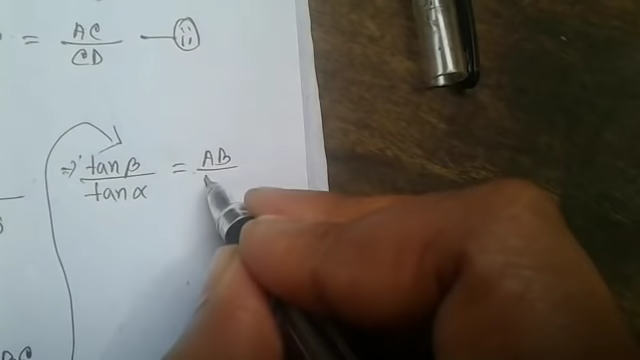 = AC/CD — (ii)
⇒ tanβ/tanα = AB/